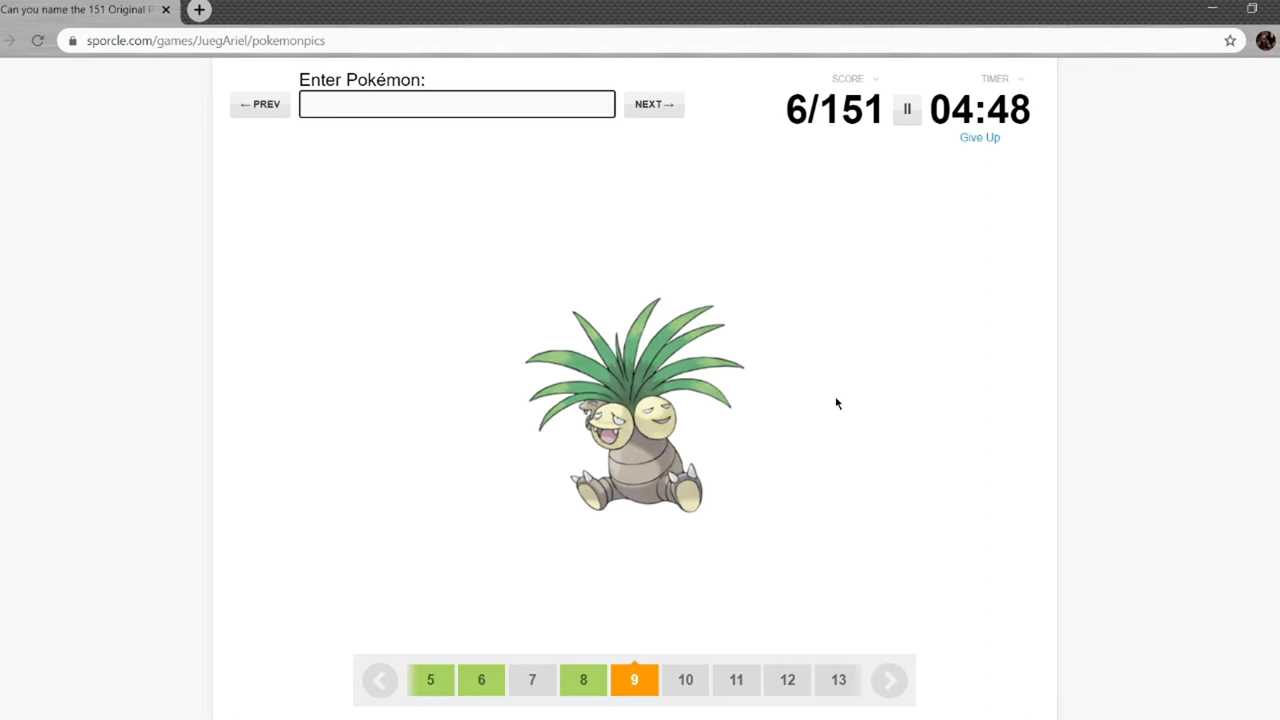 Can you name the 151 Original P
sporcle.com/games/JuegAriel/pokemonpics
Enter Pokémon:
← PREV
NEXT →
SCORE
6/151
TIMER
04:48
Give Up
5 6 7 8 9 10 11 12 13